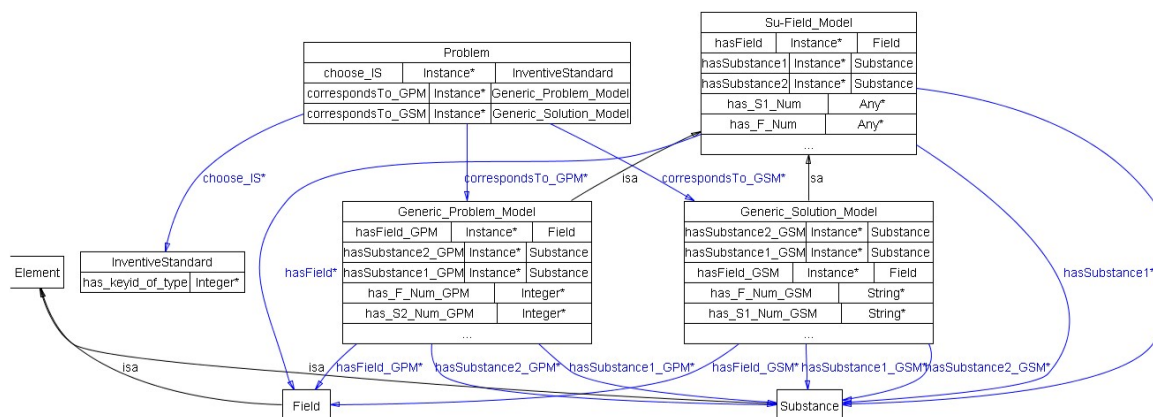 Su-Field_Model
hasField Instance* Field
hasSubstance1 Instance* Substance
hasSubstance2 Instance* Substance
has_S1_Num Any*
has_F_Num Any*
...
Problem
choose_IS Instance* InventiveStandard
correspondsTo_GPM Instance* Generic_Problem_Model
correspondsTo_GSM Instance* Generic_Solution_Model
choose_IS*
correspondsTo_GPM*
isa
correspondsTo_GSM*
isa
Generic_Problem_Model
hasField_GPM Instance* Field
hasSubstance2_GPM Instance* Substance
hasSubstance1_GPM Instance* Substance
has_F_Num_GPM Integer*
has_S2_Num_GPM Integer*
...
Generic_Solution_Model
hasSubstance2_GSM Instance* Substance
hasSubstance1_GSM Instance* Substance
hasField_GSM Instance* Field
has_F_Num_GSM String*
has_S1_Num_GSM String*
...
Element
InventiveStandard
has_keyid_of_type Integer*
hasField*
hasSubstance1*
isa
isa
hasField_GPM*
hasSubstance2_GPM*
hasSubstance1_GPM*
hasField_GSM*
hasSubstance1_GSM*
hasSubstance2_GSM*
Field
Substance